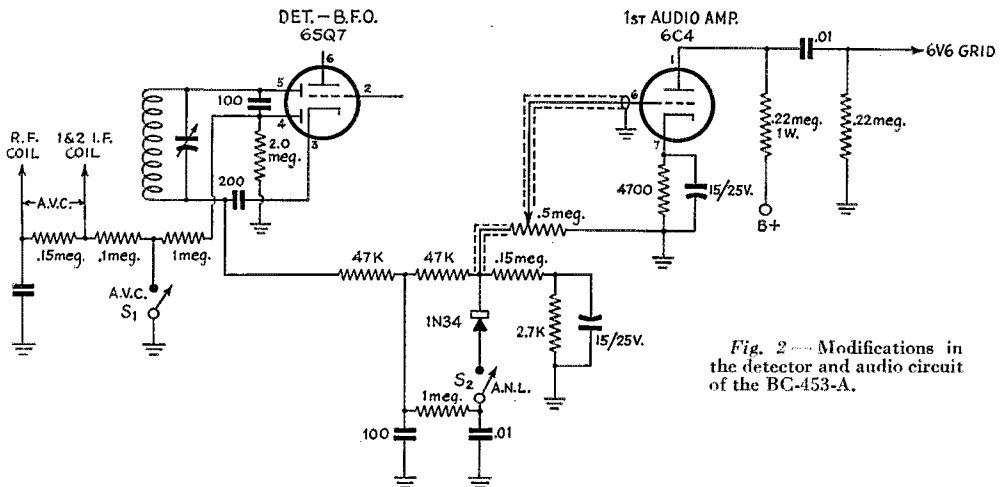 DET. – B.F.O.
6SQ7
1ST AUDIO AMP.
6C4
6
5
2
4
3
100
2.0
meg.
200
R.F.
COIL
1&2 I.F.
COIL
A.V.C.
.15meg.
.1meg.
1meg.
A.V.C.
S1
1
6
7
.01
6V6 GRID
.22meg.
1W.
.22meg.
4700
15/25V.
B+
.5meg.
47K
47K
.15meg.
1N34
2.7K
15/25V.
S2
A.N.L.
1meg.
100
.01
Fig. 2 — Modifications in
the detector and audio circuit
of the BC-453-A.